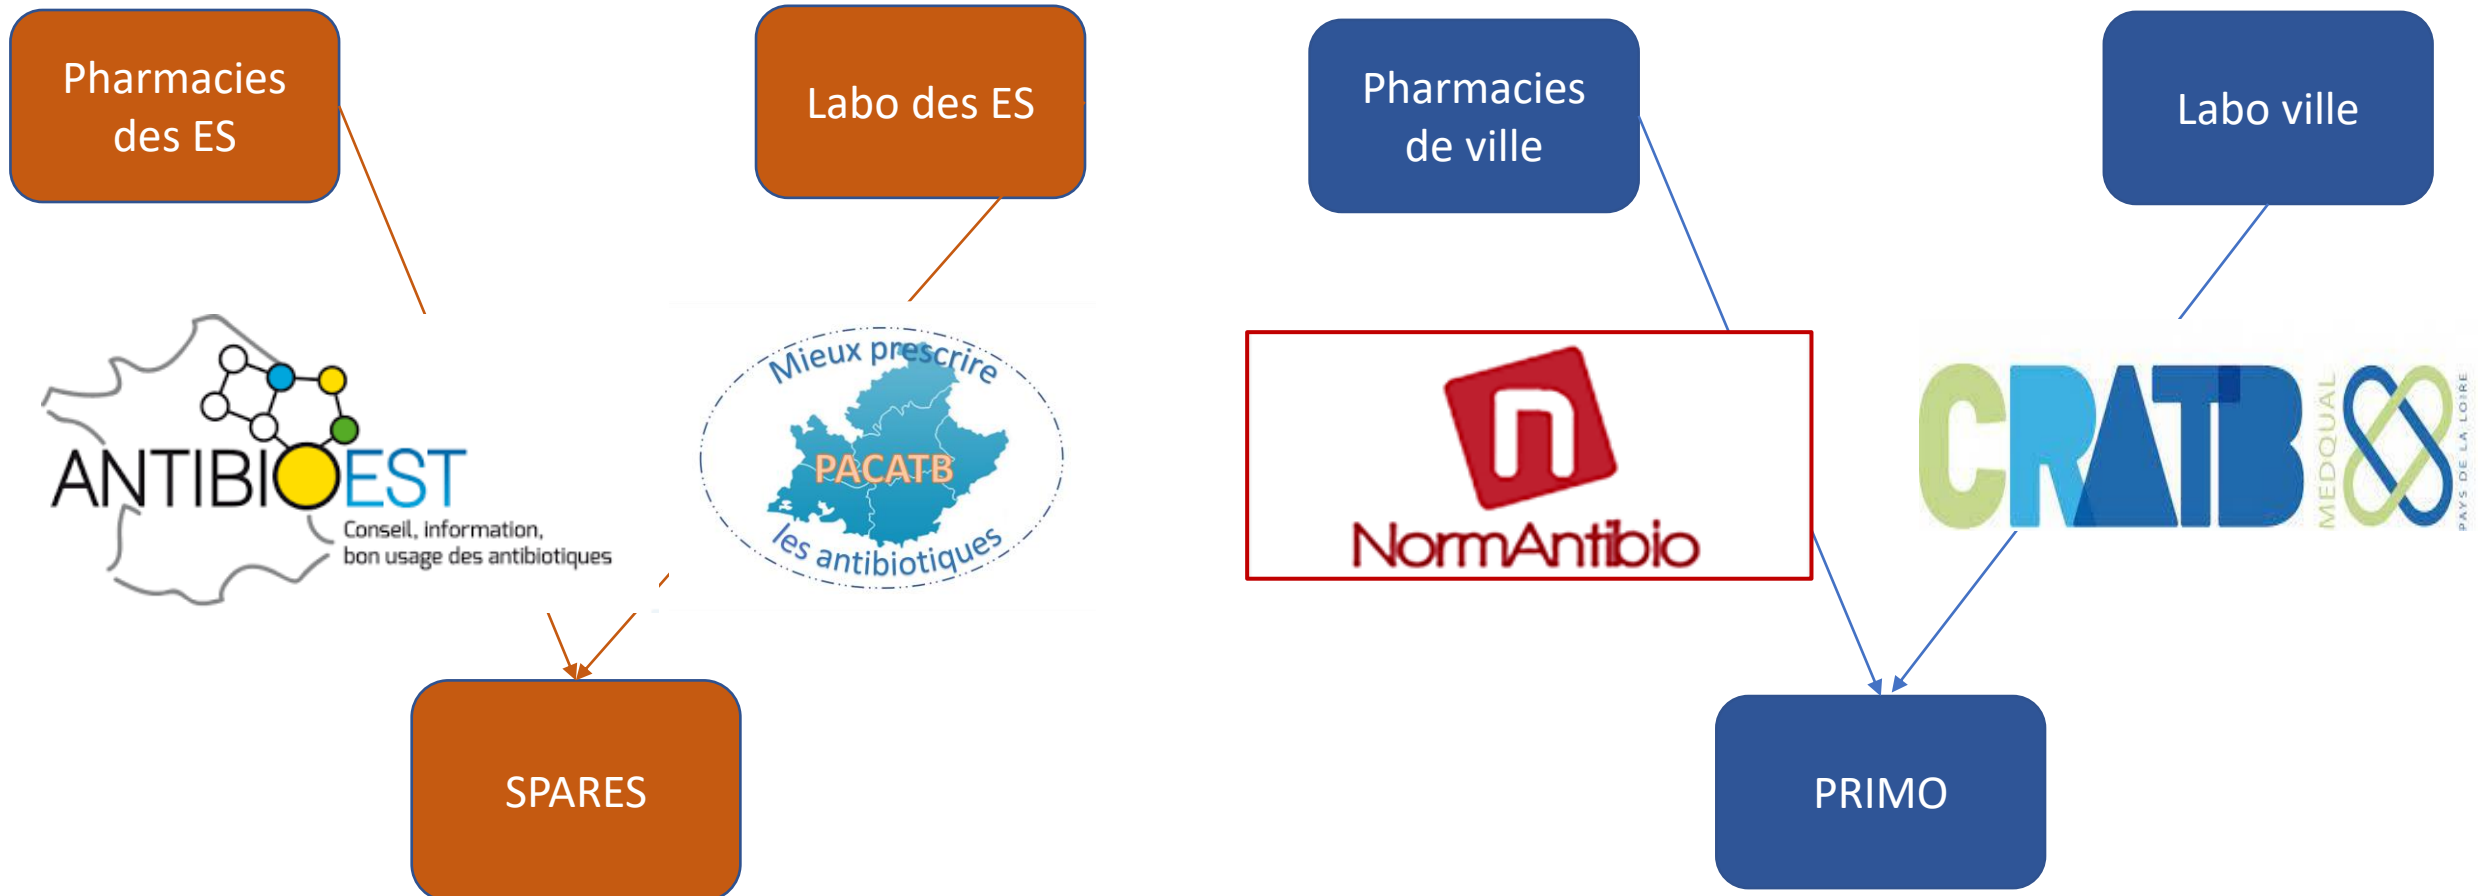 Pharmacies
des ES
Labo des ES
Pharmacies
de ville
Labo ville
ANTIBIOEST
Conseil, information,
bon usage des antibiotiques
Mieux prescrire
PACATB
les antibiotiques
n
NormAntibio
CRATB
MEDQUAL
PAYS DE LA LOIRE
SPARES
PRIMO